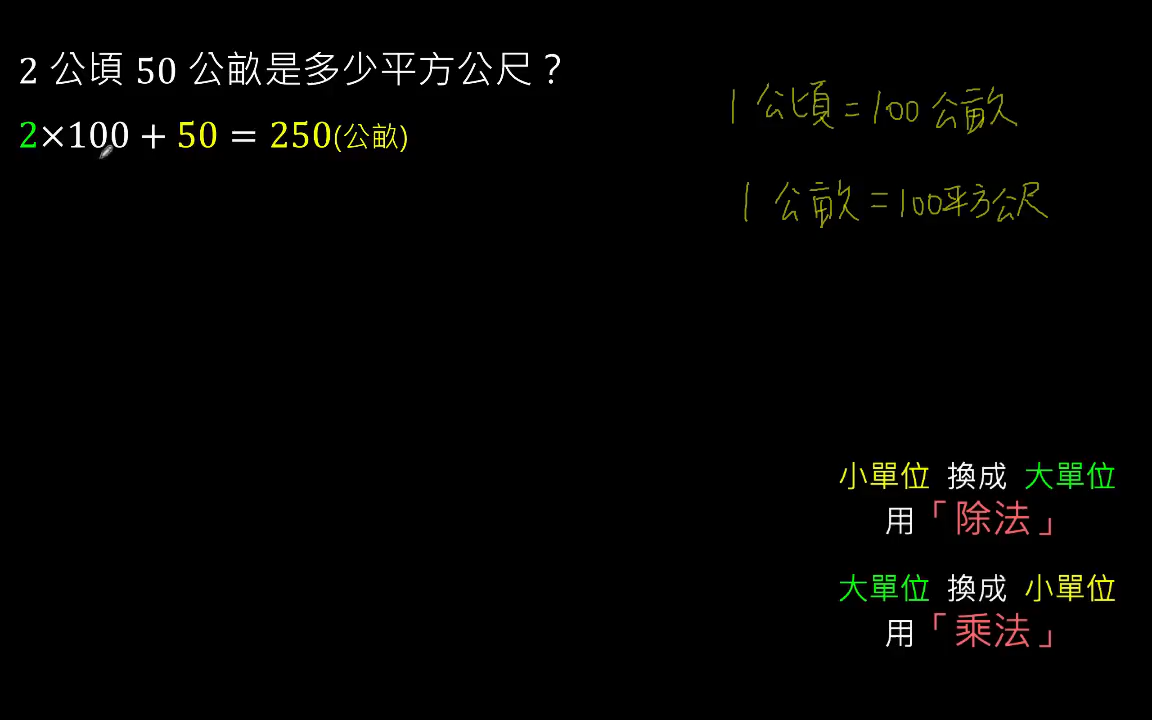 2 公頃 50 公畝是多少平方公尺？
2×100 + 50 = 250(公畝)
1 公頃 = 100 公畝
1 公畝 = 100平方公尺
小單位 換成 大單位
用「除法」
大單位 換成 小單位
用「乘法」